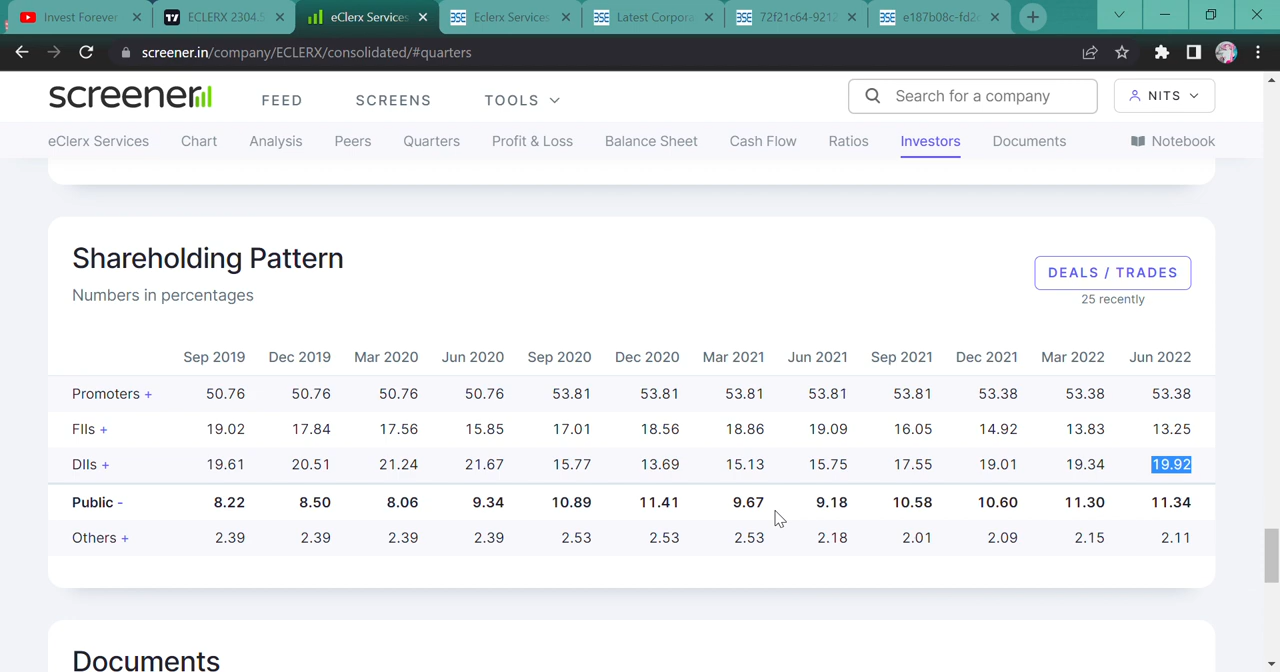 Invest Forever
ECLERX 2304.5
eClerx Services
Eclerx Services
Latest Corpora
72f21c64-9212
e187b08c-fd2
screener.in/company/ECLERX/consolidated/#quarters
screener
FEED
SCREENS
TOOLS
Search for a company
NITS
eClerx Services Chart Analysis Peers Quarters Profit & Loss Balance Sheet Cash Flow Ratios Investors Documents Notebook
Shareholding Pattern
Numbers in percentages
DEALS / TRADES
25 recently
Sep 2019 Dec 2019 Mar 2020 Jun 2020 Sep 2020 Dec 2020 Mar 2021 Jun 2021 Sep 2021 Dec 2021 Mar 2022 Jun 2022
Promoters + 50.76 50.76 50.76 50.76 53.81 53.81 53.81 53.81 53.81 53.38 53.38 53.38
FIIs + 19.02 17.84 17.56 15.85 17.01 18.56 18.86 19.09 16.05 14.92 13.83 13.25
DIIs + 19.61 20.51 21.24 21.67 15.77 13.69 15.13 15.75 17.55 19.01 19.34 19.92
Public - 8.22 8.50 8.06 9.34 10.89 11.41 9.67 9.18 10.58 10.60 11.30 11.34
Others + 2.39 2.39 2.39 2.39 2.53 2.53 2.53 2.18 2.01 2.09 2.15 2.11
Documents